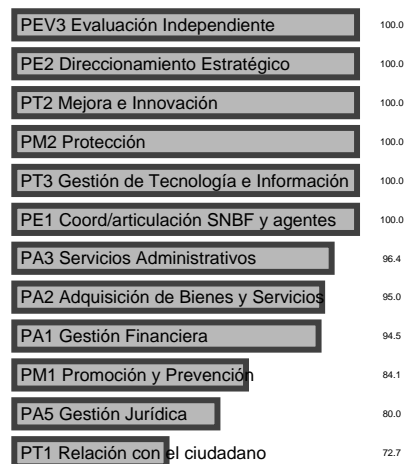 PEV3 Evaluación Independiente 100.0
PE2 Direccionamiento Estratégico 100.0
PT2 Mejora e Innovación 100.0
PM2 Protección 100.0
PT3 Gestión de Tecnología e Información 100.0
PE1 Coord/articulación SNBF y agentes 100.0
PA3 Servicios Administrativos 96.4
PA2 Adquisición de Bienes y Servicios 95.0
PA1 Gestión Financiera 94.5
PM1 Promoción y Prevención 84.1
PA5 Gestión Jurídica 80.0
PT1 Relación con el ciudadano 72.7